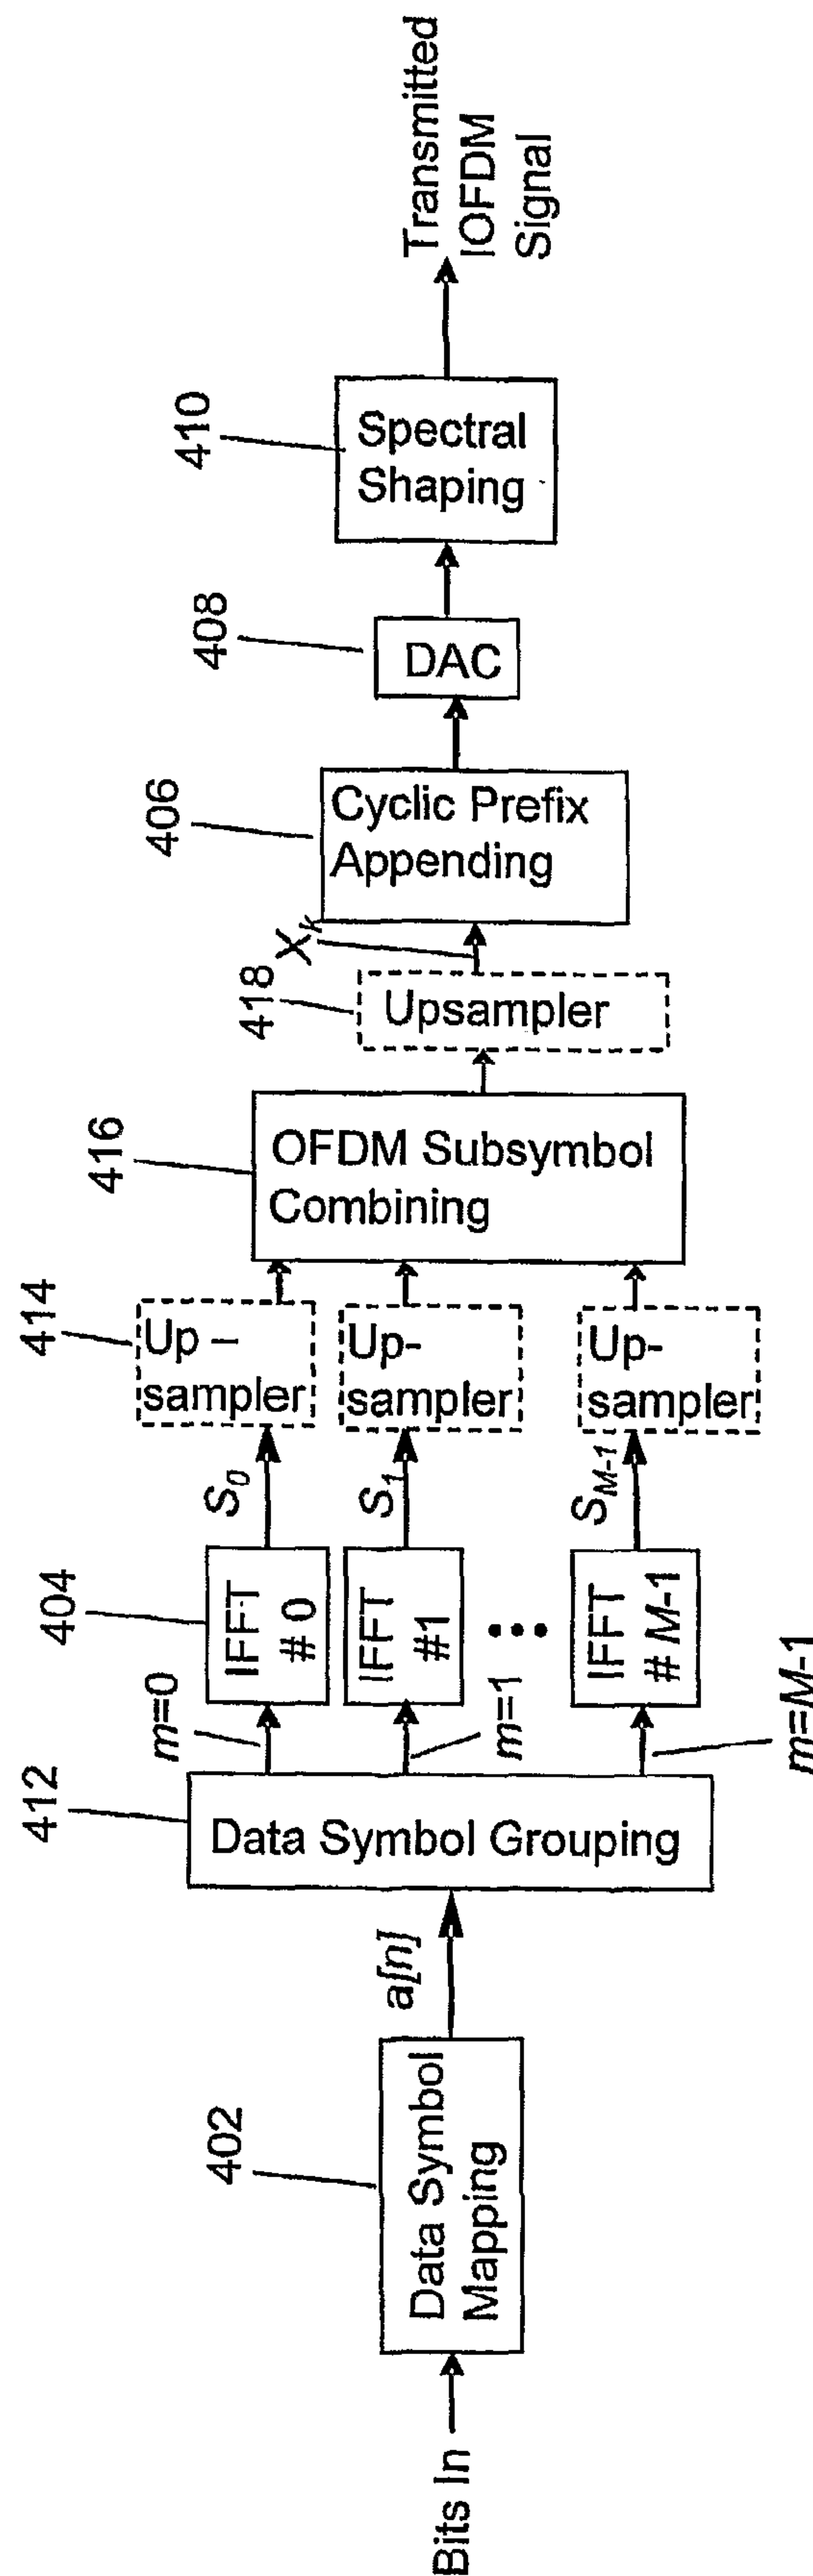 Bits In
402
Data Symbol
Mapping
a[n]
412
Data Symbol Grouping
m=0
m=1
m=M-1
404
IFFT
# 0
IFFT
#1
IFFT
# M-1
S0
S1
SM-1
414
Up –
sampler
Up-
sampler
Up-
sampler
416
OFDM Subsymbol
Combining
418
Upsampler
Xk
406
Cyclic Prefix
Appending
408
DAC
410
Spectral
Shaping
Transmitted
IOFDM
Signal